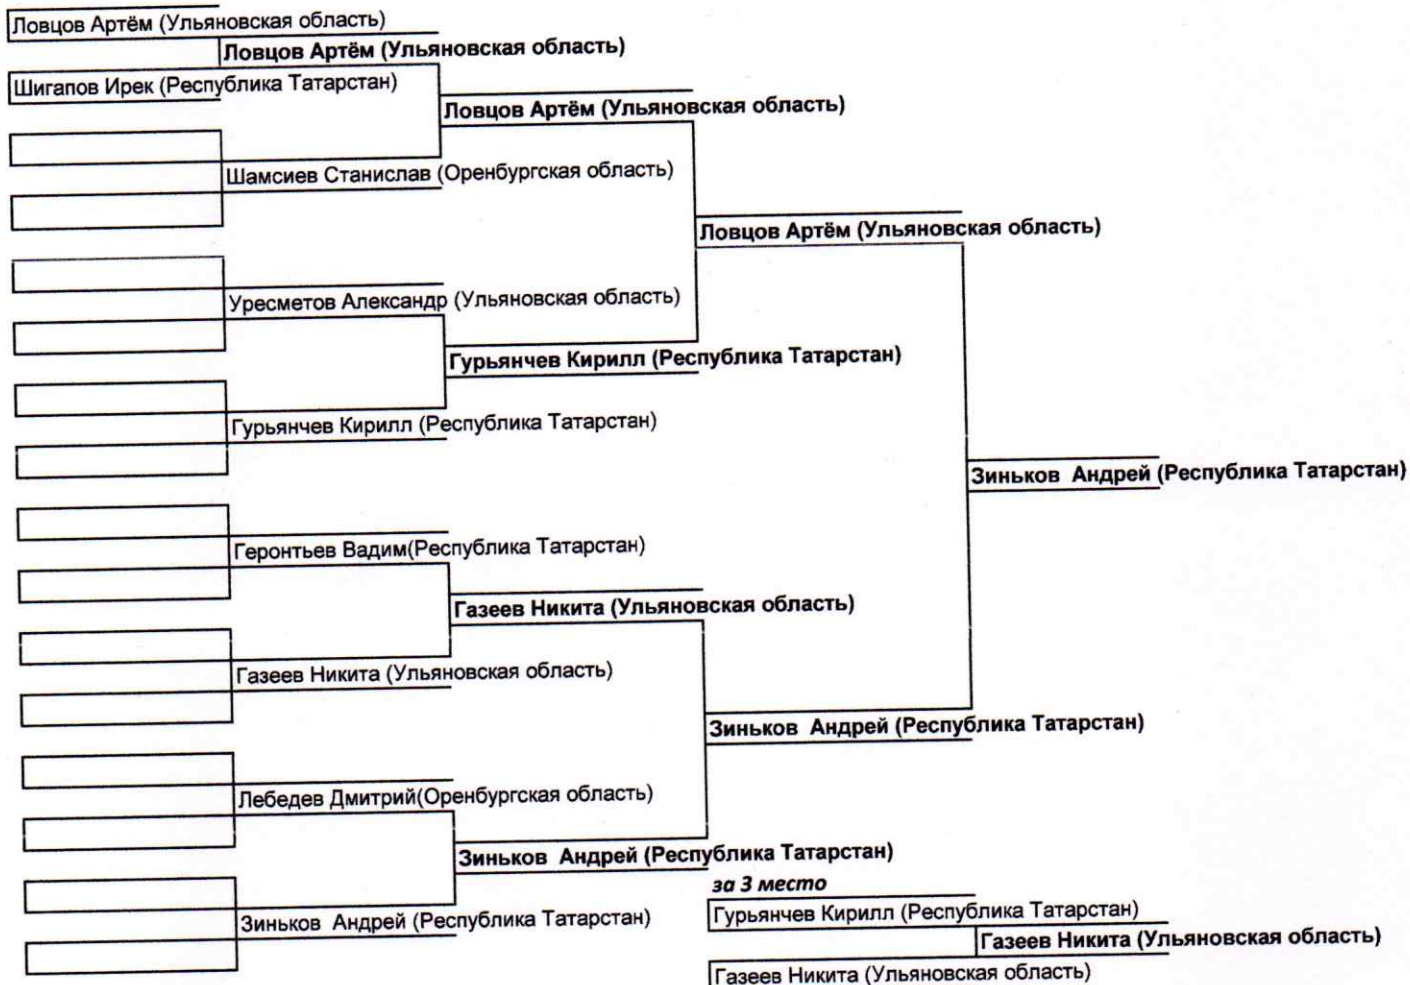 Ловцов Артём (Ульяновская область)
Ловцов Артём (Ульяновская область)
Шигапов Ирек (Республика Татарстан)
Ловцов Артём (Ульяновская область)
Шамсиев Станислав (Оренбургская область)
Ловцов Артём (Ульяновская область)
Уресметов Александр (Ульяновская область)
Гурьянчев Кирилл (Республика Татарстан)
Гурьянчев Кирилл (Республика Татарстан)
Зиньков Андрей (Республика Татарстан)
Геронтьев Вадим(Республика Татарстан)
Газеев Никита (Ульяновская область)
Газеев Никита (Ульяновская область)
Зиньков Андрей (Республика Татарстан)
Лебедев Дмитрий(Оренбургская область)
Зиньков Андрей (Республика Татарстан)
за 3 место
Зиньков Андрей (Республика Татарстан)
Гурьянчев Кирилл (Республика Татарстан)
Газеев Никита (Ульяновская область)
Газеев Никита (Ульяновская область)